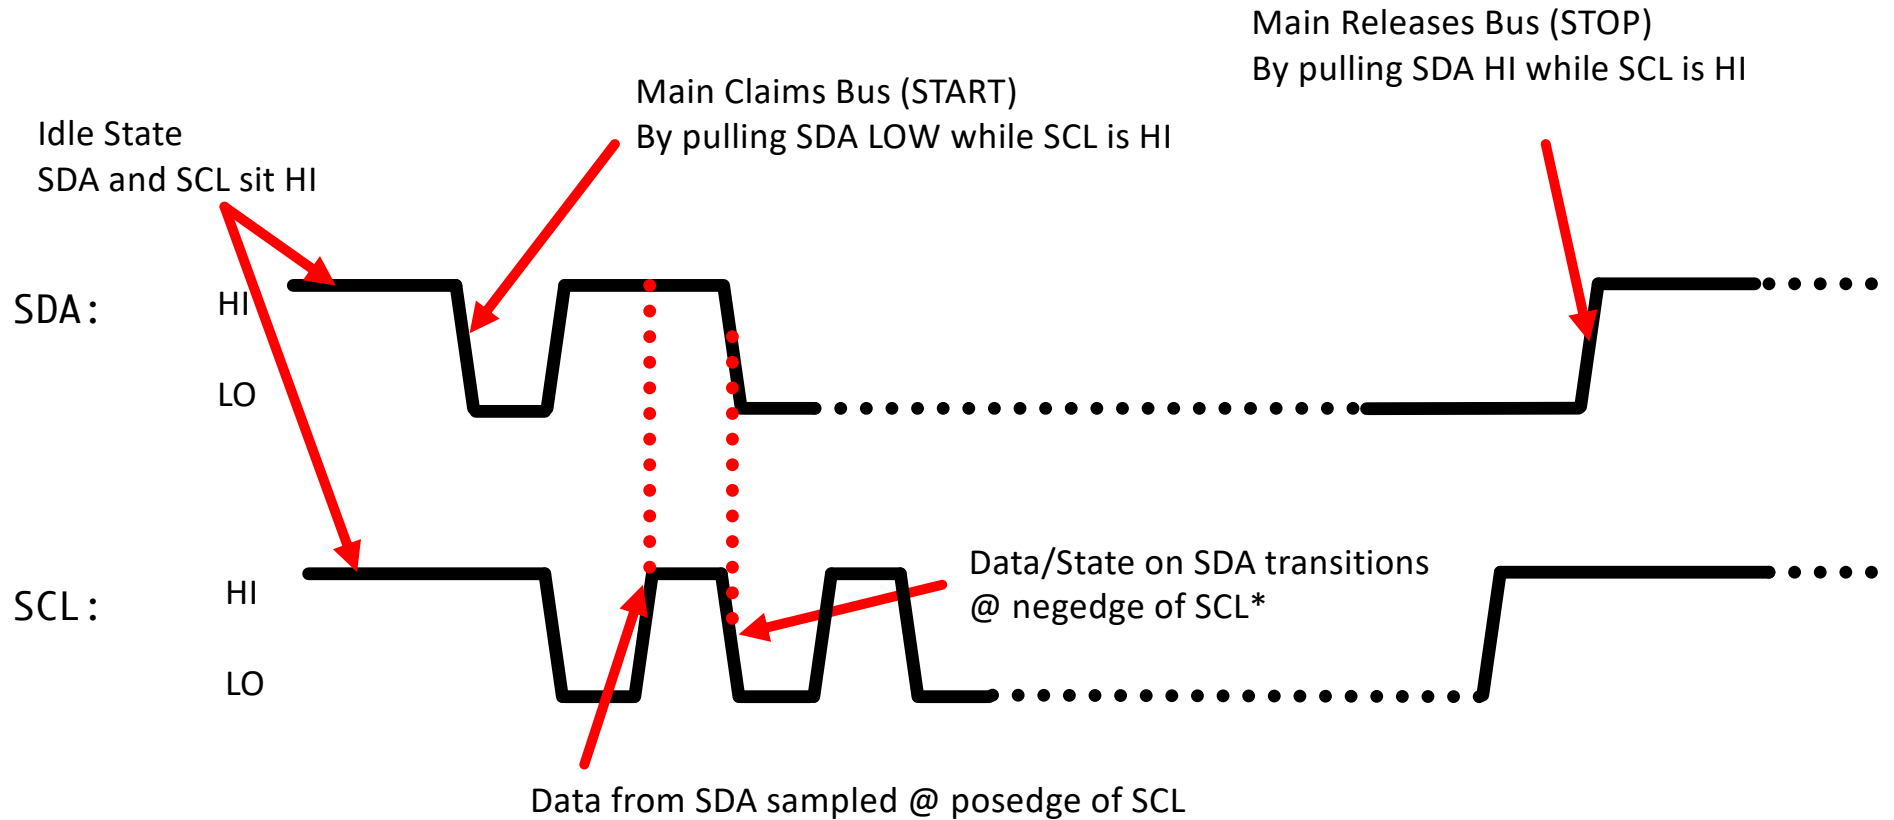 Main Releases Bus (STOP)
By pulling SDA HI while SCL is HI
Main Claims Bus (START)
By pulling SDA LOW while SCL is HI
Idle State
SDA and SCL sit HI
SDA:
HI
LO
SCL:
HI
LO
Data/State on SDA transitions
@ negedge of SCL*
Data from SDA sampled @ posedge of SCL